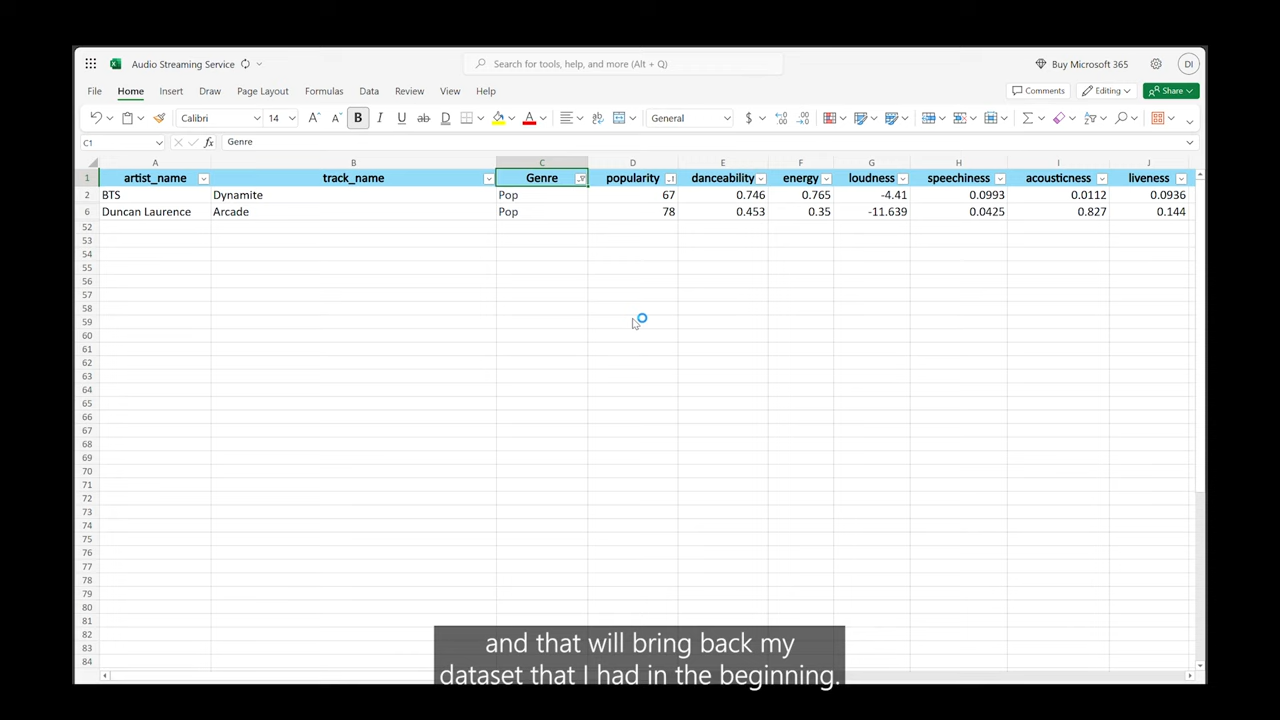 Audio Streaming Service
Search for tools, help, and more (Alt + Q)
Buy Microsoft 365
DI
File Home Insert Draw Page Layout Formulas Data Review View Help
Comments Editing Share
Calibri 14 B I U ab D A General $
C1 fx Genre
A B C D E F G H I J
1 artist_name track_name Genre popularity danceability energy loudness speechiness acousticness liveness
2 BTS Dynamite Pop 67 0.746 0.765 -4.41 0.0993 0.0112 0.0936
6 Duncan Laurence Arcade Pop 78 0.453 0.35 -11.639 0.0425 0.827 0.144
52
53
54
55
56
57
58
59
60
61
62
63
64
65
66
67
68
69
70
71
72
73
74
75
76
77
78
79
80
81
82
83
84
and that will bring back my
dataset that I had in the beginning.